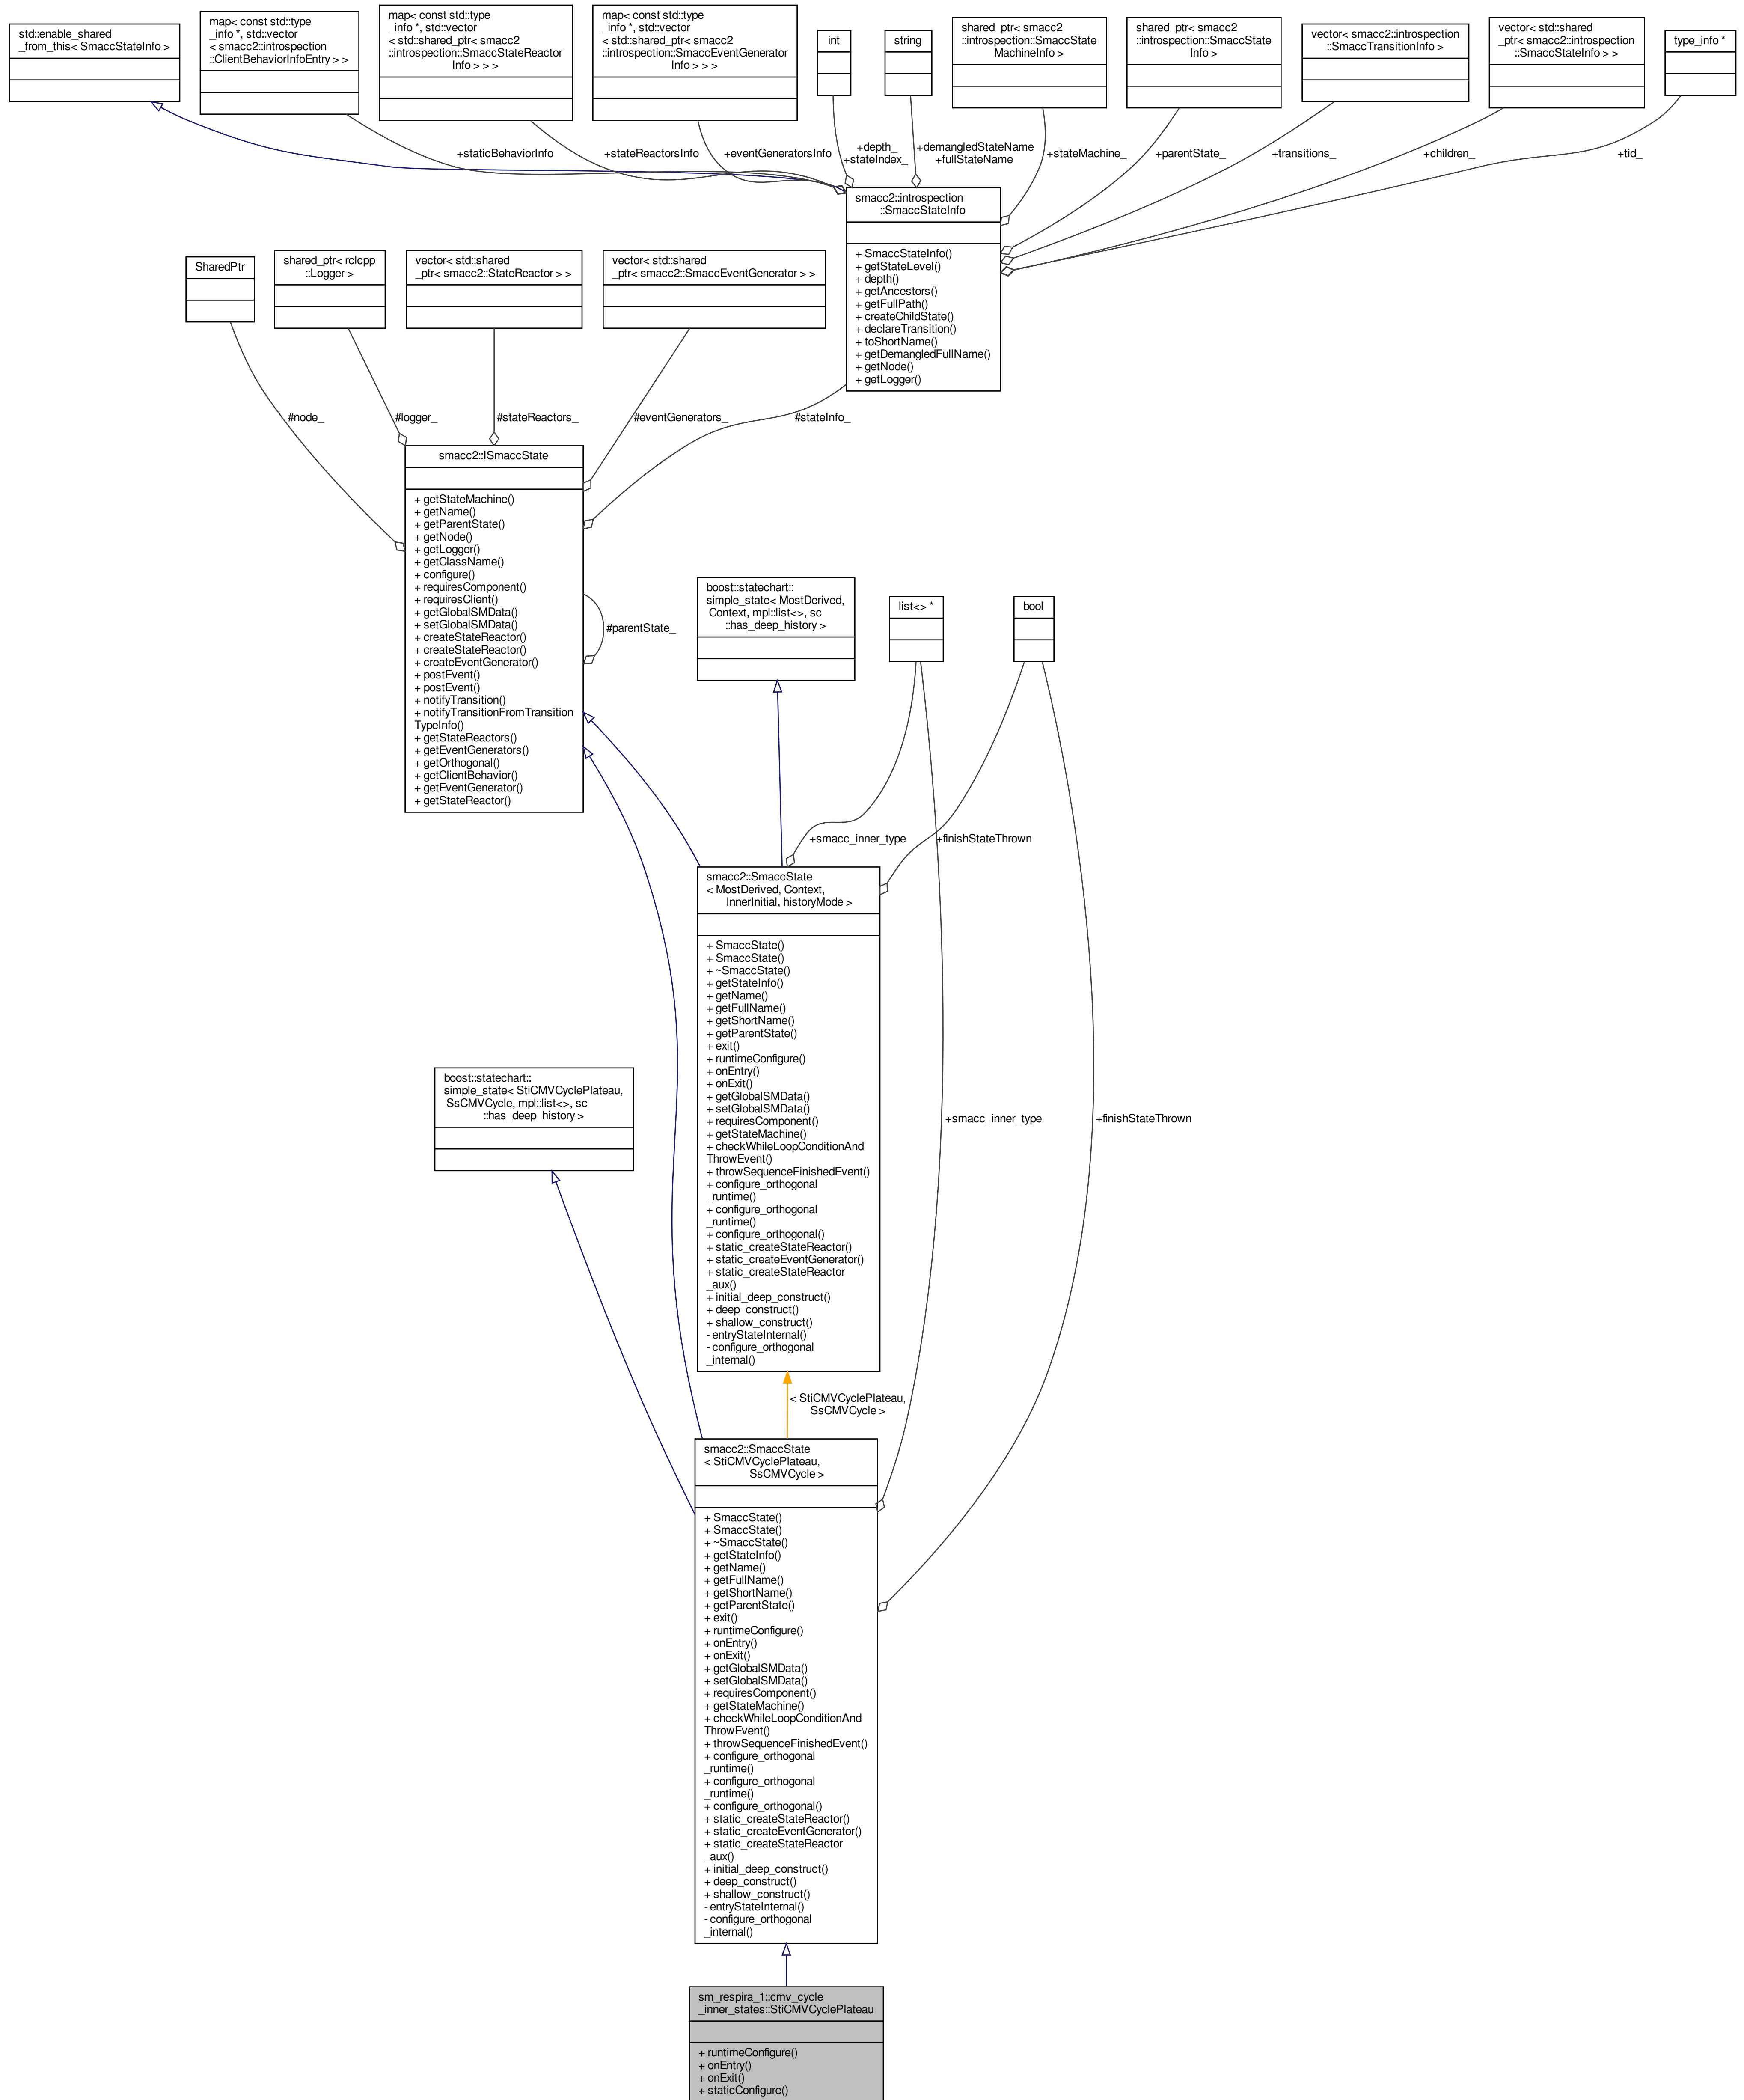 std::enable_shared
_from_this< SmaccStateInfo >
map< const std::type
_info *, std::vector
< smacc2::introspection
::ClientBehaviorInfoEntry > >
map< const std::type
_info *, std::vector
< std::shared_ptr< smacc2
::introspection::SmaccStateReactor
Info > > >
map< const std::type
_info *, std::vector
< std::shared_ptr< smacc2
::introspection::SmaccEventGenerator
Info > > >
int
string
shared_ptr< smacc2
::introspection::SmaccState
MachineInfo >
shared_ptr< smacc2
::introspection::SmaccState
Info >
vector< smacc2::introspection
::SmaccTransitionInfo >
vector< std::shared
_ptr< smacc2::introspection
::SmaccStateInfo > >
type_info *
+staticBehaviorInfo
+stateReactorsInfo
+eventGeneratorsInfo
+depth_
+stateIndex_
+demangledStateName
+fullStateName
+stateMachine_
+parentState_
+transitions_
+children_
+tid_
smacc2::introspection
::SmaccStateInfo
+ SmaccStateInfo()
+ getStateLevel()
+ depth()
+ getAncestors()
+ getFullPath()
+ createChildState()
+ declareTransition()
+ toShortName()
+ getDemangledFullName()
+ getNode()
+ getLogger()
SharedPtr
shared_ptr< rclcpp
::Logger >
vector< std::shared
_ptr< smacc2::StateReactor > >
vector< std::shared
_ptr< smacc2::SmaccEventGenerator > >
#node_
#logger_
#stateReactors_
#eventGenerators_
#stateInfo_
smacc2::ISmaccState
+ getStateMachine()
+ getName()
+ getParentState()
+ getNode()
+ getLogger()
+ getClassName()
+ configure()
+ requiresComponent()
+ requiresClient()
+ getGlobalSMData()
+ setGlobalSMData()
+ createStateReactor()
+ createStateReactor()
+ createEventGenerator()
+ postEvent()
+ postEvent()
+ notifyTransition()
+ notifyTransitionFromTransition
TypeInfo()
+ getStateReactors()
+ getEventGenerators()
+ getOrthogonal()
+ getClientBehavior()
+ getEventGenerator()
+ getStateReactor()
#parentState_
boost::statechart::
simple_state< MostDerived,
Context, mpl::list<>, sc
::has_deep_history >
list<> *
bool
+smacc_inner_type
+finishStateThrown
smacc2::SmaccState
< MostDerived, Context,
InnerInitial, historyMode >
+ SmaccState()
+ SmaccState()
+ ~SmaccState()
+ getStateInfo()
+ getName()
+ getFullName()
+ getShortName()
+ getParentState()
+ exit()
+ runtimeConfigure()
+ onEntry()
+ onExit()
+ getGlobalSMData()
+ setGlobalSMData()
+ requiresComponent()
+ getStateMachine()
+ checkWhileLoopConditionAnd
ThrowEvent()
+ throwSequenceFinishedEvent()
+ configure_orthogonal
_runtime()
+ configure_orthogonal
_runtime()
+ configure_orthogonal()
+ static_createStateReactor()
+ static_createEventGenerator()
+ static_createStateReactor
_aux()
+ initial_deep_construct()
+ deep_construct()
+ shallow_construct()
- entryStateInternal()
- configure_orthogonal
_internal()
boost::statechart::
simple_state< StiCMVCyclePlateau,
SsCMVCycle, mpl::list<>, sc
::has_deep_history >
+smacc_inner_type
+finishStateThrown
< StiCMVCyclePlateau,
SsCMVCycle >
smacc2::SmaccState
< StiCMVCyclePlateau,
SsCMVCycle >
+ SmaccState()
+ SmaccState()
+ ~SmaccState()
+ getStateInfo()
+ getName()
+ getFullName()
+ getShortName()
+ getParentState()
+ exit()
+ runtimeConfigure()
+ onEntry()
+ onExit()
+ getGlobalSMData()
+ setGlobalSMData()
+ requiresComponent()
+ getStateMachine()
+ checkWhileLoopConditionAnd
ThrowEvent()
+ throwSequenceFinishedEvent()
+ configure_orthogonal
_runtime()
+ configure_orthogonal
_runtime()
+ configure_orthogonal()
+ static_createStateReactor()
+ static_createEventGenerator()
+ static_createStateReactor
_aux()
+ initial_deep_construct()
+ deep_construct()
+ shallow_construct()
- entryStateInternal()
- configure_orthogonal
_internal()
sm_respira_1::cmv_cycle
_inner_states::StiCMVCyclePlateau
+ runtimeConfigure()
+ onEntry()
+ onExit()
+ staticConfigure()